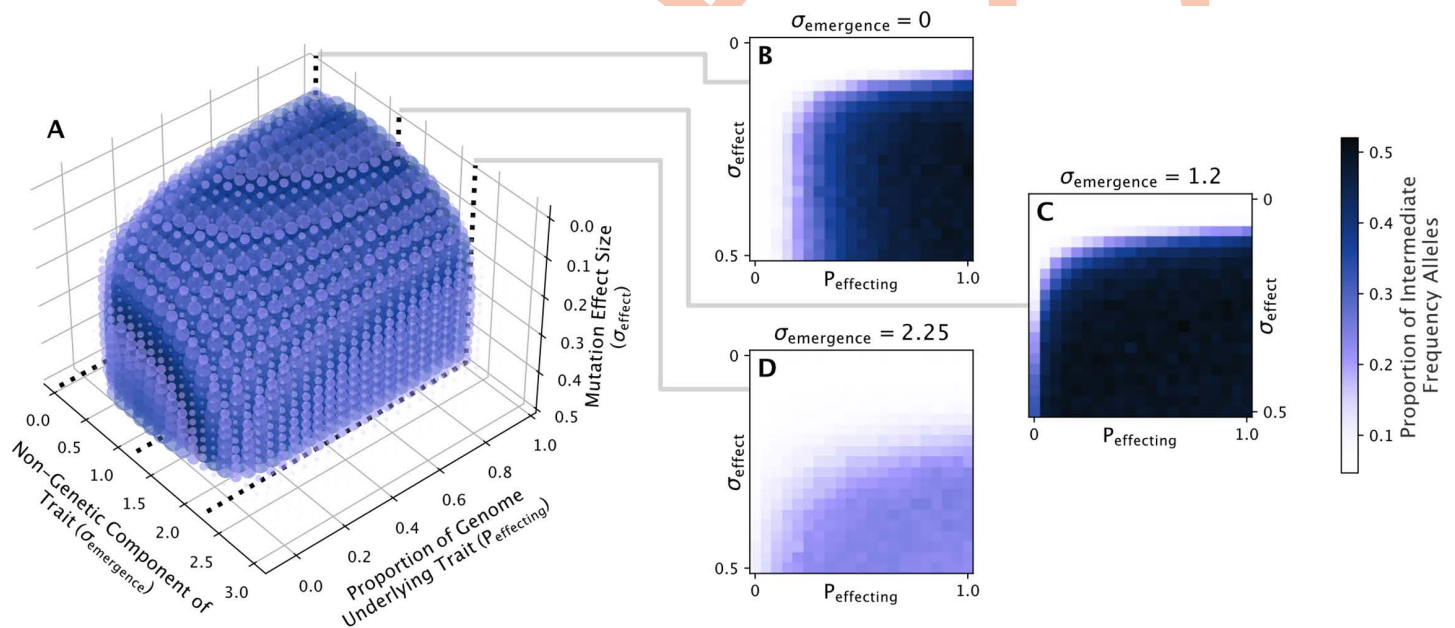 A
0.0
0.1
0.2
0.3
0.4
0.5
Mutation Effect Size
(σeffect)
0.0
0.5
1.0
1.5
2.0
2.5
3.0
Non–Genetic Component of
Trait (σemergence)
0.0
0.2
0.4
0.6
0.8
1.0
Proportion of Genome
Underlying Trait (Peffecting)
σemergence = 0
B
0
0.5
σeffect
0
1.0
Peffecting
σemergence = 1.2
C
0
0.5
σeffect
0
1.0
Peffecting
σemergence = 2.25
D
0
0.5
σeffect
0
1.0
Peffecting
0.5
0.4
0.3
0.2
0.1
Proportion of Intermediate
Frequency Alleles